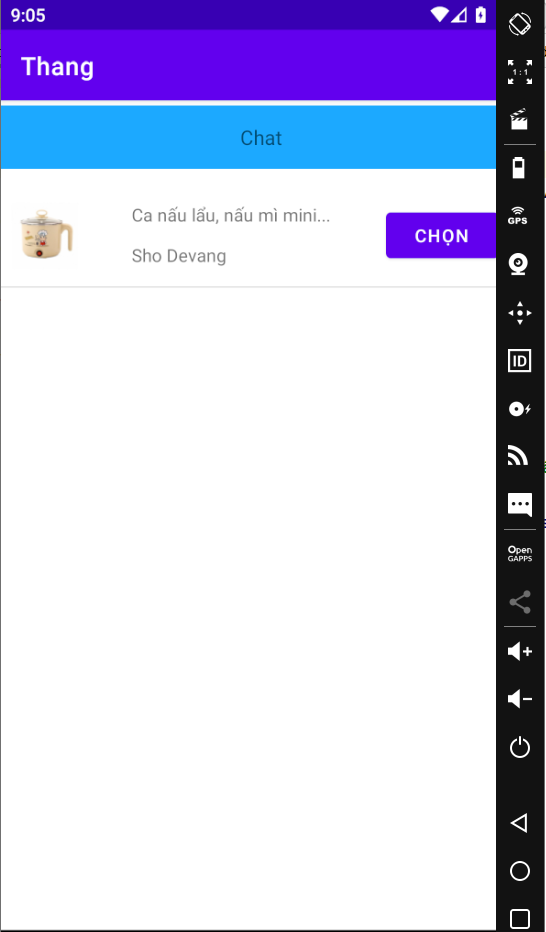 9:05
Thang
Chat
Ca nấu lẩu, nấu mì mini...
Sho Devang
CHỌN
1:1
GPS
ID
Open
GAPPS